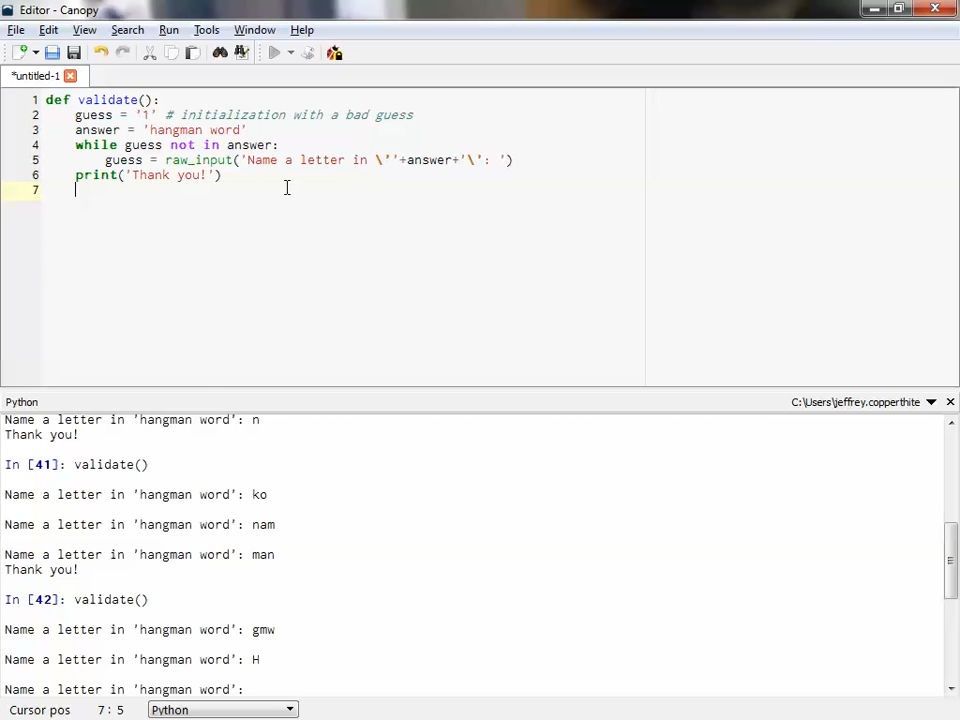 Editor - Canopy
File Edit View Search Run Tools Window Help
*untitled-1
1 def validate():
2     guess = '1' # initialization with a bad guess
3     answer = 'hangman word'
4     while guess not in answer:
5         guess = raw_input('Name a letter in \''+answer+'\': ')
6     print('Thank you!')
7
Python C:\Users\jeffrey.copperthite
Name a letter in 'hangman word': n
Thank you!
In [41]: validate()
Name a letter in 'hangman word': ko
Name a letter in 'hangman word': nam
Name a letter in 'hangman word': man
Thank you!
In [42]: validate()
Name a letter in 'hangman word': gmw
Name a letter in 'hangman word': H
Name a letter in 'hangman word':
Cursor pos 7: 5 Python